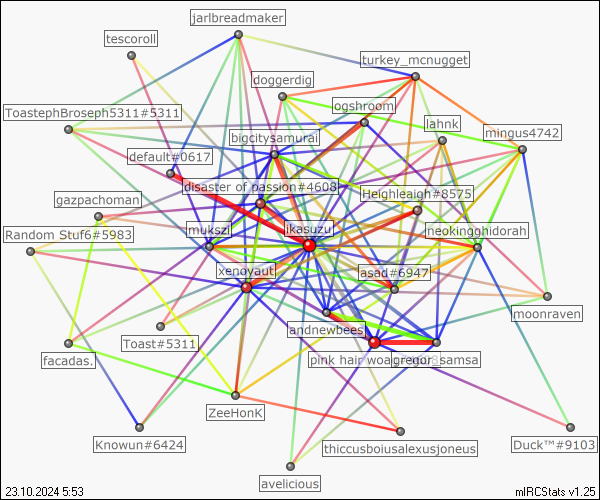 jarlbreadmaker
tescoroll
turkey_mcnugget
doggerdig
ogshroom
ToastephBroseph5311#5311
lahnk
mingus4742
bigcitysamurai
default#0617
disaster of passion#4608
Heighleaigh#8575
gazpachoman
mukszi
ikasuzu
neokingghidorah
Random Stuf6#5983
xenoyaut
asad#6947
moonraven
andnewbees
Toast#5311
facadas.
pink hair woa
gregor_samsa
ZeeHonK
Knowun#6424
thiccusboiusalexusjoneus
Duck™#9103
avelicious
23.10.2024 5:53
mIRCStats v1.25